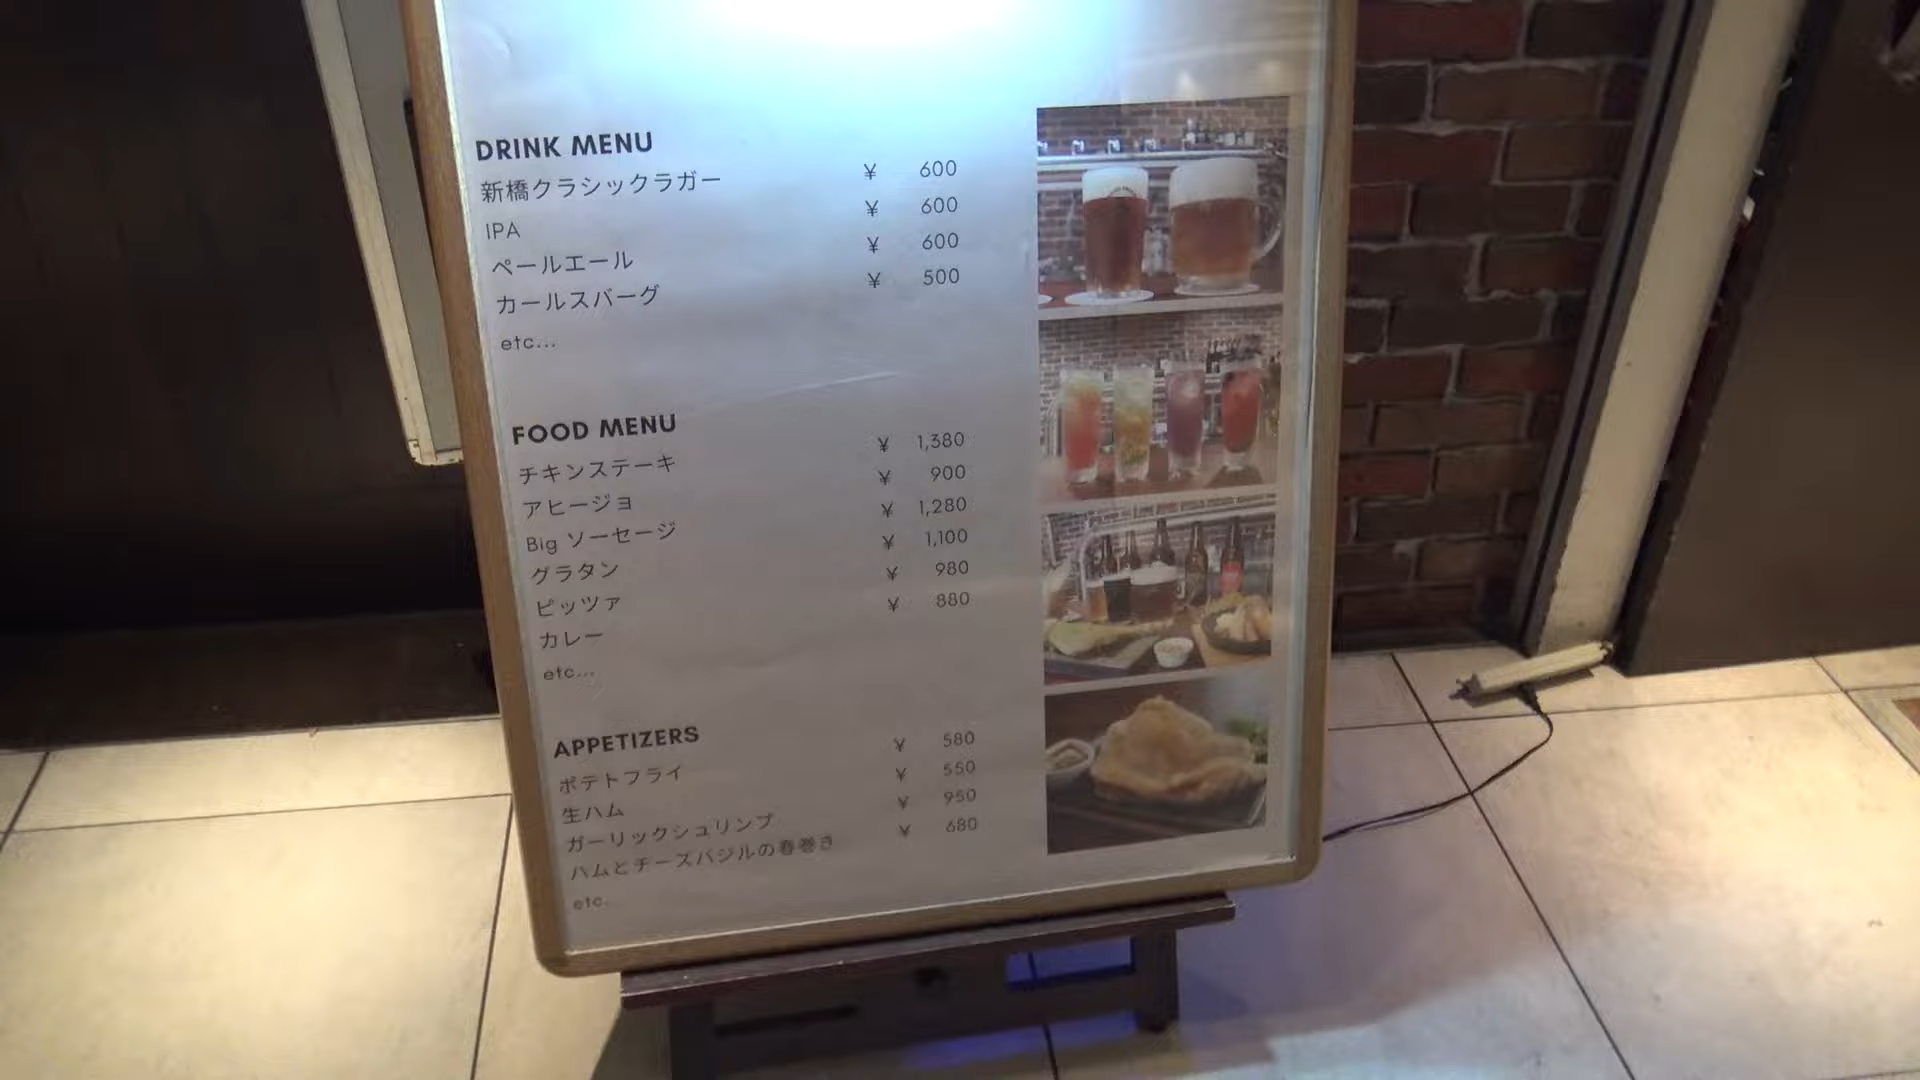 DRINK MENU
新橋クラシックラガー ¥ 600
IPA ¥ 600
ペールエール ¥ 600
カールスバーグ ¥ 500
etc...
FOOD MENU
チキンステーキ ¥ 1,380
アヒージョ ¥ 900
Big ソーセージ ¥ 1,280
グラタン ¥ 1,100
ピッツァ ¥ 980
カレー ¥ 880
etc...
APPETIZERS
ポテトフライ ¥ 580
生ハム ¥ 550
ガーリックシュリンプ ¥ 950
ハムとチーズバジルの春巻き ¥ 680
etc.